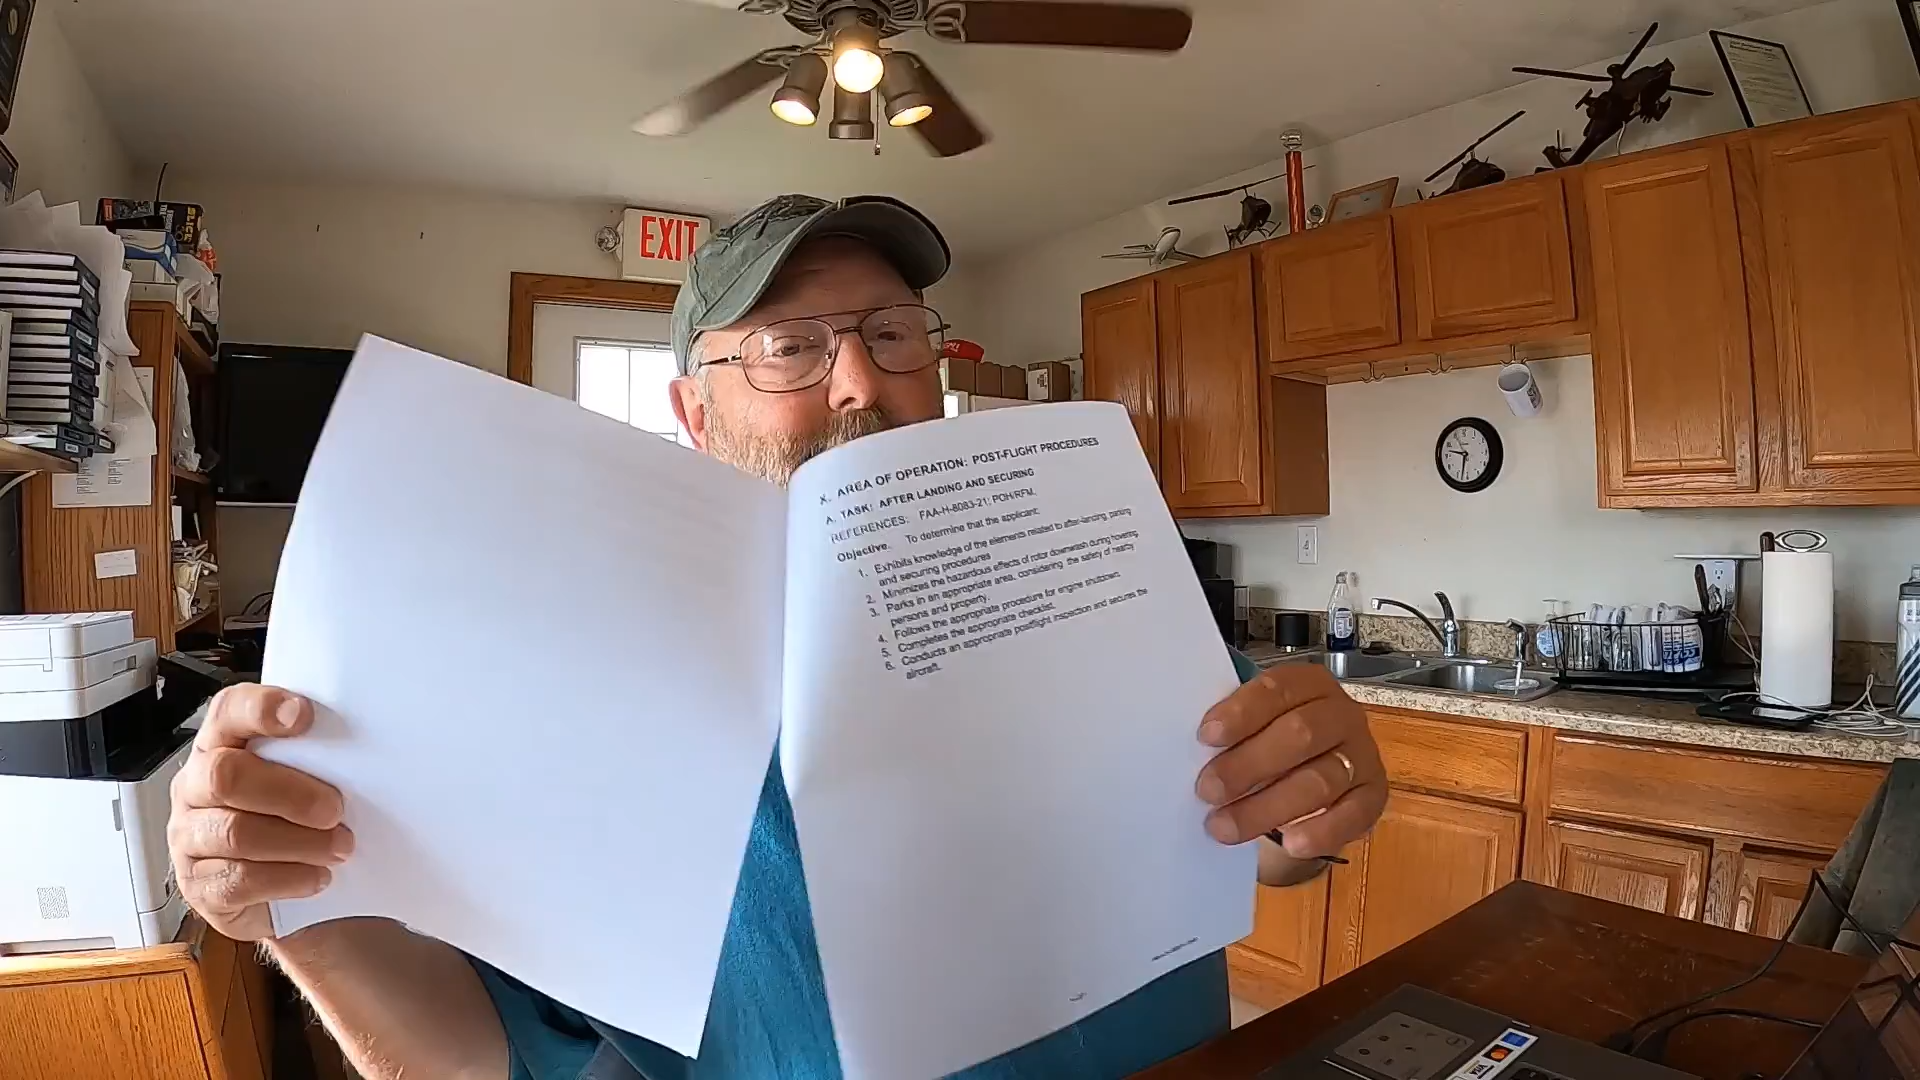 EXIT
X. AREA OF OPERATION: POST-FLIGHT PROCEDURES
A. TASK: AFTER LANDING AND SECURING
REFERENCES: FAA-H-8083-21; POH/RFM.
Objective. To determine that the applicant:
1. Exhibits knowledge of the elements related to after-landing, parking
and securing procedures
2. Minimizes the hazardous effects of rotor downwash during hovering.
3. Parks in an appropriate area, considering the safety of nearby
persons and property.
4. Follows the appropriate procedure for engine shutdown.
5. Completes the appropriate checklist.
6. Conducts an appropriate postflight inspection and secures the
aircraft.
VISA